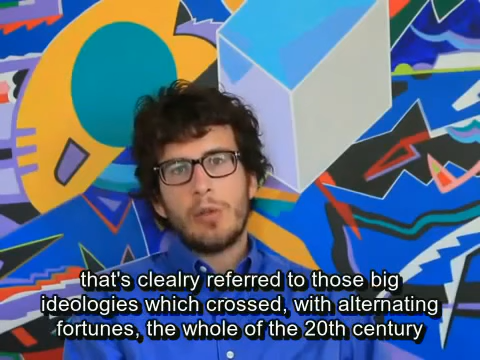 that's clealry referred to those big
ideologies which crossed, with alternating
fortunes, the whole of the 20th century